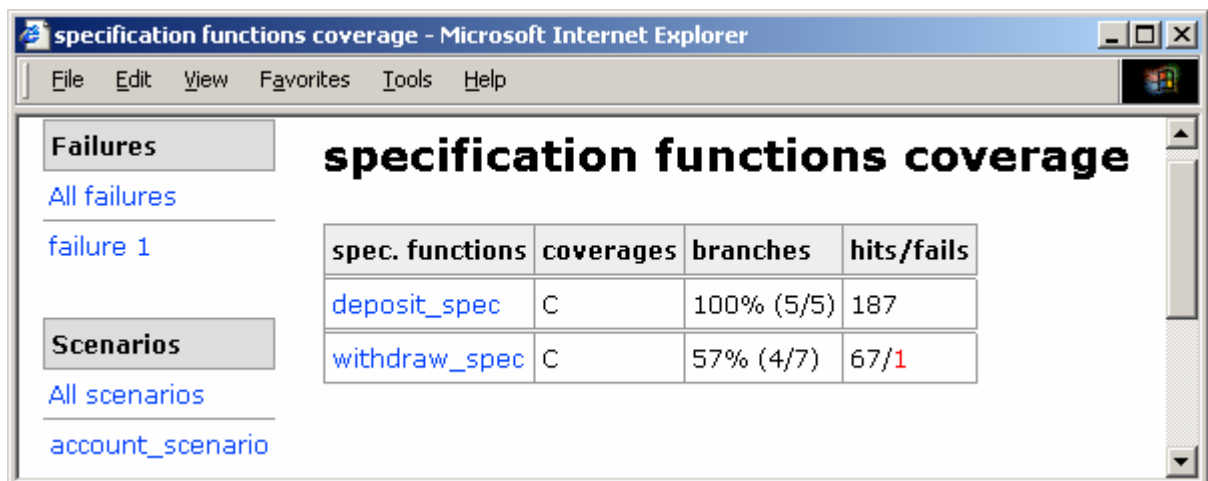 specification functions coverage - Microsoft Internet Explorer
File Edit View Favorites Tools Help
Failures
All failures
failure 1
Scenarios
All scenarios
account_scenario
specification functions coverage
spec. functions coverages branches hits/fails
deposit_spec C 100% (5/5) 187
withdraw_spec C 57% (4/7) 67/1